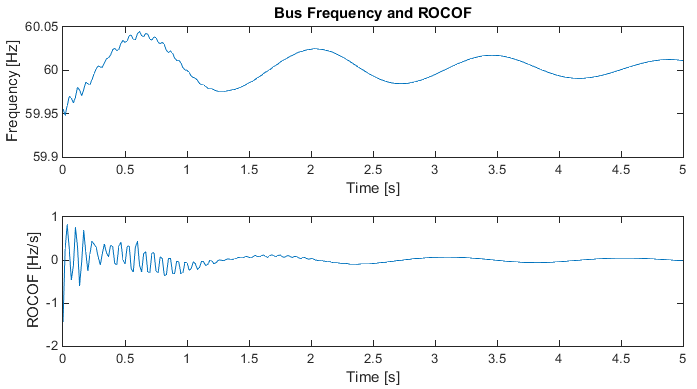 Bus Frequency and ROCOF
Frequency [Hz]
60.05
60
59.95
59.9
0 0.5 1 1.5 2 2.5 3 3.5 4 4.5 5
Time [s]
ROCOF [Hz/s]
1
0
-1
-2
0 0.5 1 1.5 2 2.5 3 3.5 4 4.5 5
Time [s]